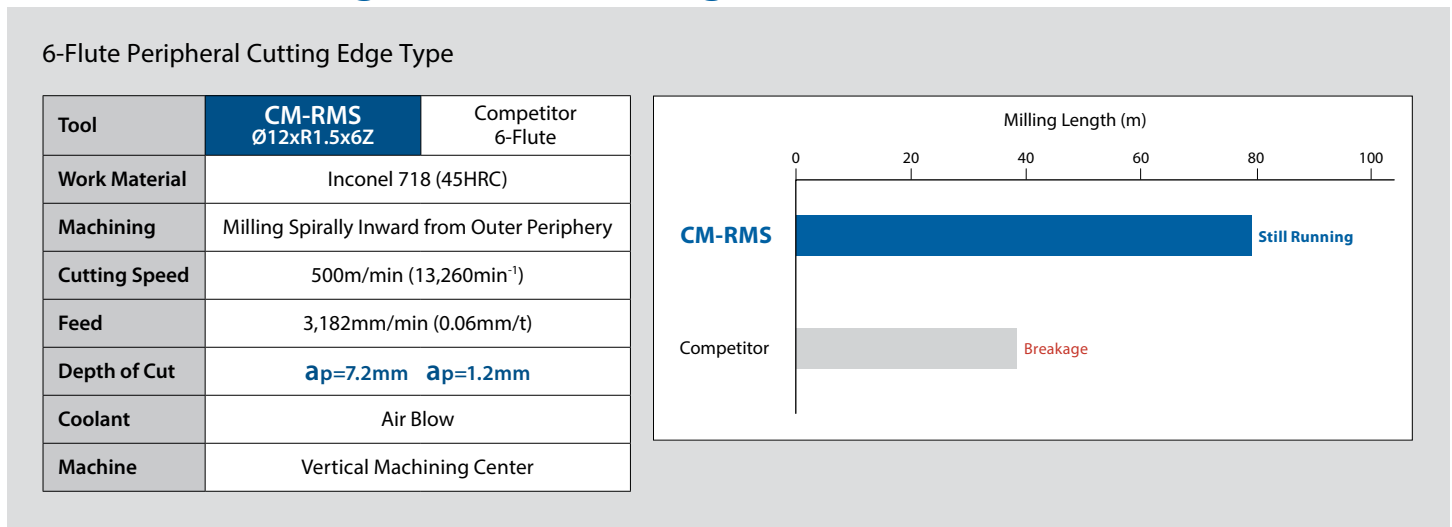 6-Flute Peripheral Cutting Edge Type
Tool
CM-RMS
Ø12xR1.5x6Z
Competitor
6-Flute
Work Material
Inconel 718 (45HRC)
Machining
Milling Spirally Inward from Outer Periphery
Cutting Speed
500m/min (13,260min-1)
Feed
3,182mm/min (0.06mm/t)
Depth of Cut
ap=7.2mm ap=1.2mm
Coolant
Air Blow
Machine
Vertical Machining Center
Milling Length (m)
0 20 40 60 80 100
CM-RMS
Still Running
Competitor
Breakage